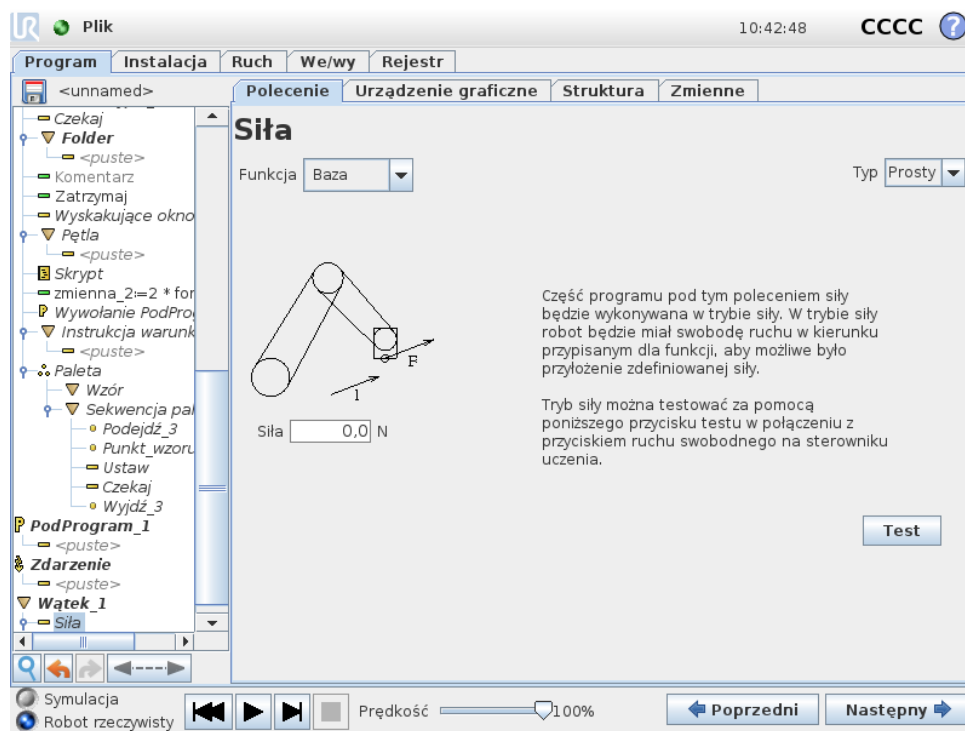 UR Plik 10:42:48 CCCC ?
Program Instalacja Ruch We/wy Rejestr
<unnamed>
Polecenie Urządzenie graficzne Struktura Zmienne
Czekaj
Folder
<puste>
Komentarz
Zatrzymaj
Wyskakujące okno
Pętla
<puste>
Skrypt
zmienna_2:=2 * for
Wywołanie PodPro
Instrukcja warunk
<puste>
Paleta
Wzór
Sekwencja pal
Podejdź_3
Punkt_wzoru
Ustaw
Czekaj
Wyjdź_3
P PodProgram_1
<puste>
Zdarzenie
<puste>
Wątek_1
Siła
Siła
Funkcja Baza
Typ Prosty
F
1
Siła 0,0 N
Część programu pod tym poleceniem siły
będzie wykonywana w trybie siły. W trybie siły
robot będzie miał swobodę ruchu w kierunku
przypisanym dla funkcji, aby możliwe było
przyłożenie zdefiniowanej siły.
Tryb siły można testować za pomocą
poniższego przycisku testu w połączeniu z
przyciskiem ruchu swobodnego na sterowniku
uczenia.
Test
Symulacja
Robot rzeczywisty
Prędkość 100%
Poprzedni
Następny